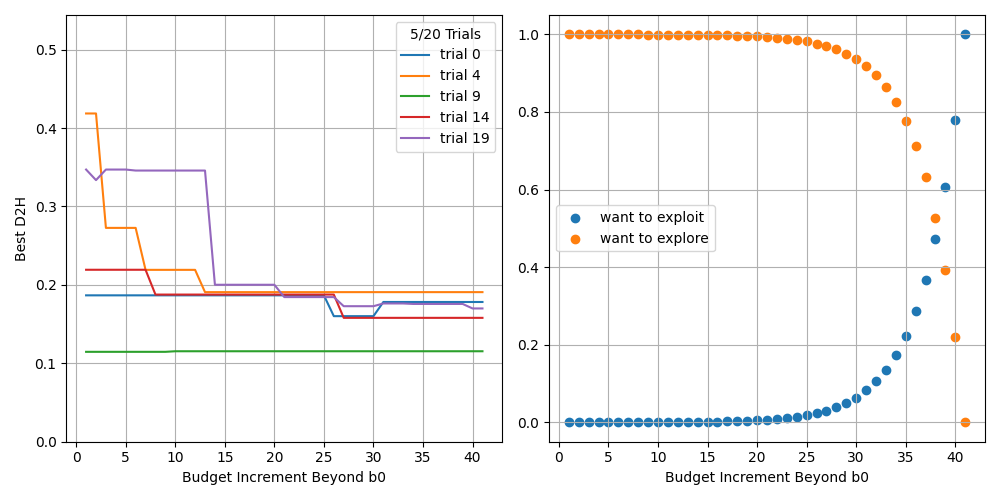 5/20 Trials
trial 0
trial 4
trial 9
trial 14
trial 19
Best D2H
0.5
0.4
0.3
0.2
0.1
0.0
0 5 10 15 20 25 30 35 40
Budget Increment Beyond b0
1.0
0.8
0.6
0.4
0.2
0.0
want to exploit
want to explore
0 5 10 15 20 25 30 35 40
Budget Increment Beyond b0